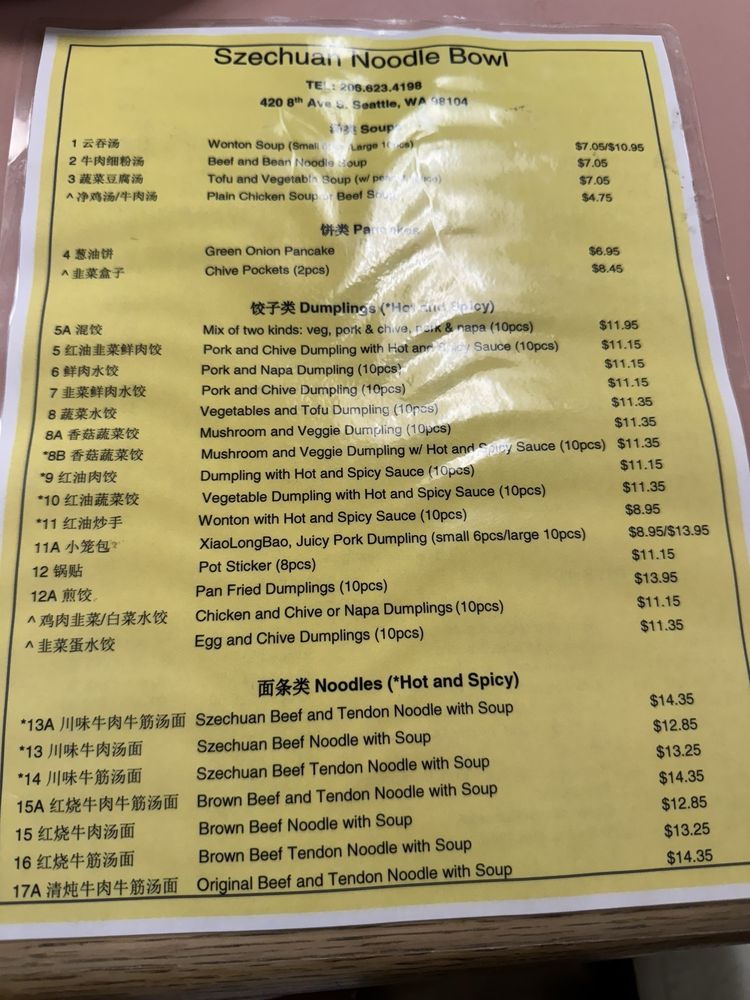 Szechuan Noodle Bowl
TEL: 206.623.4198
420 8th Ave S. Seattle, WA 98104
Soup
1 云吞汤 Wonton Soup (Small Large 10pcs) $7.05/$10.95
2 牛肉细粉汤 Beef and Bean Noodle Soup $7.05
3 蔬菜豆腐汤 Tofu and Vegetable Soup (w/ $7.05
^ 净鸡汤/牛肉汤 Plain Chicken Soup or Beef Soup $4.75
饼类 Pancakes
4 葱油饼 Green Onion Pancake $6.95
^ 韭菜盒子 Chive Pockets (2pcs) $8.45
饺子类 Dumplings (*Hot and Spicy)
5A 混饺 Mix of two kinds: veg, pork & chive, pork & napa (10pcs) $11.95
5 红油韭菜鲜肉饺 Pork and Chive Dumpling with Hot and Spicy Sauce (10pcs) $11.15
6 鲜肉水饺 Pork and Napa Dumpling (10pcs) $11.15
7 韭菜鲜肉水饺 Pork and Chive Dumpling (10pcs) $11.15
8 蔬菜水饺 Vegetables and Tofu Dumpling (10pcs) $11.35
8A 香菇蔬菜饺 Mushroom and Veggie Dumpling (10pcs) $11.35
*8B 香菇蔬菜饺 Mushroom and Veggie Dumpling w/ Hot and Spicy Sauce (10pcs) $11.35
*9 红油肉饺 Dumpling with Hot and Spicy Sauce (10pcs) $11.15
*10 红油蔬菜饺 Vegetable Dumpling with Hot and Spicy Sauce (10pcs) $11.35
*11 红油炒手 Wonton with Hot and Spicy Sauce (10pcs) $8.95
11A 小笼包 XiaoLongBao, Juicy Pork Dumpling (small 6pcs/large 10pcs) $8.95/$13.95
12 锅贴 Pot Sticker (8pcs) $11.15
12A 煎饺 Pan Fried Dumplings (10pcs) $13.95
^ 鸡肉韭菜/白菜水饺 Chicken and Chive or Napa Dumplings (10pcs) $11.15
^ 韭菜蛋水饺 Egg and Chive Dumplings (10pcs) $11.35
面条类 Noodles (*Hot and Spicy)
*13A 川味牛肉牛筋汤面 Szechuan Beef and Tendon Noodle with Soup $14.35
*13 川味牛肉汤面 Szechuan Beef Noodle with Soup $12.85
*14 川味牛筋汤面 Szechuan Beef Tendon Noodle with Soup $13.25
15A 红烧牛肉牛筋汤面 Brown Beef and Tendon Noodle with Soup $14.35
15 红烧牛肉汤面 Brown Beef Noodle with Soup $12.85
16 红烧牛筋汤面 Brown Beef Tendon Noodle with Soup $13.25
17A 清炖牛肉牛筋汤面 Original Beef and Tendon Noodle with Soup $14.35